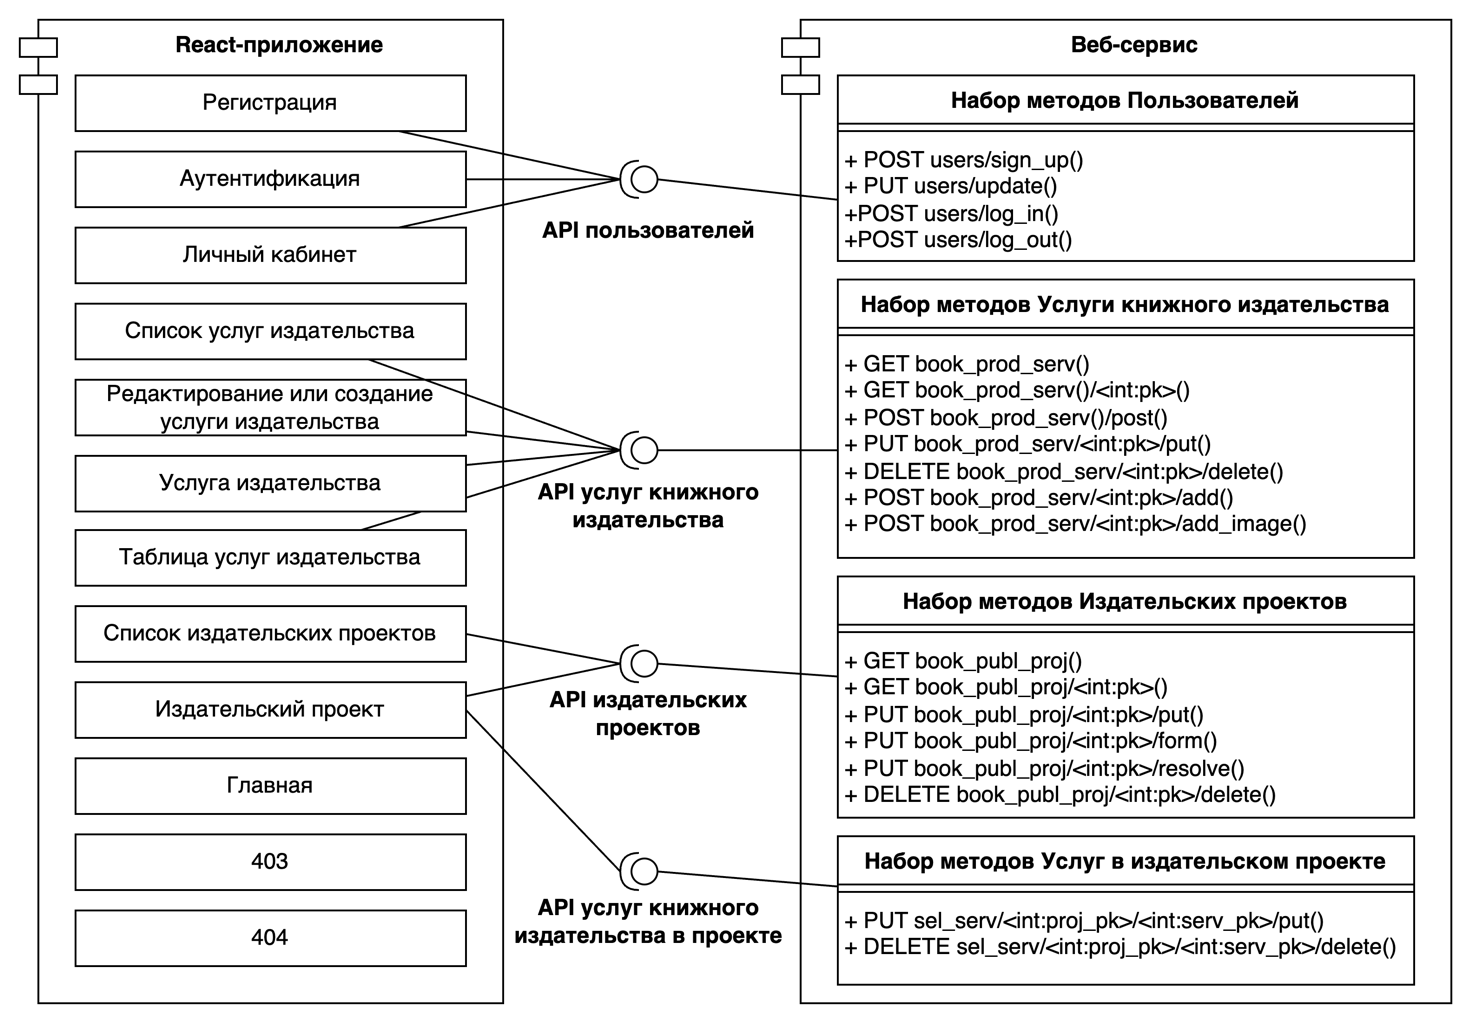 React-приложение
Регистрация
Аутентификация
Личный кабинет
Список услуг издательства
Редактирование или создание
услуги издательства
Услуга издательства
Таблица услуг издательства
Список издательских проектов
Издательский проект
Главная
403
404
API пользователей
API услуг книжного
издательства
API издательских
проектов
API услуг книжного
издательства в проекте
Веб-сервис
Набор методов Пользователей
+ POST users/sign_up()
+ PUT users/update()
+POST users/log_in()
+POST users/log_out()
Набор методов Услуги книжного издательства
+ GET book_prod_serv()
+ GET book_prod_serv()/<int:pk>()
+ POST book_prod_serv()/post()
+ PUT book_prod_serv/<int:pk>/put()
+ DELETE book_prod_serv/<int:pk>/delete()
+ POST book_prod_serv/<int:pk>/add()
+ POST book_prod_serv/<int:pk>/add_image()
Набор методов Издательских проектов
+ GET book_publ_proj()
+ GET book_publ_proj/<int:pk>()
+ PUT book_publ_proj/<int:pk>/put()
+ PUT book_publ_proj/<int:pk>/form()
+ PUT book_publ_proj/<int:pk>/resolve()
+ DELETE book_publ_proj/<int:pk>/delete()
Набор методов Услуг в издательском проекте
+ PUT sel_serv/<int:proj_pk>/<int:serv_pk>/put()
+ DELETE sel_serv/<int:proj_pk>/<int:serv_pk>/delete()